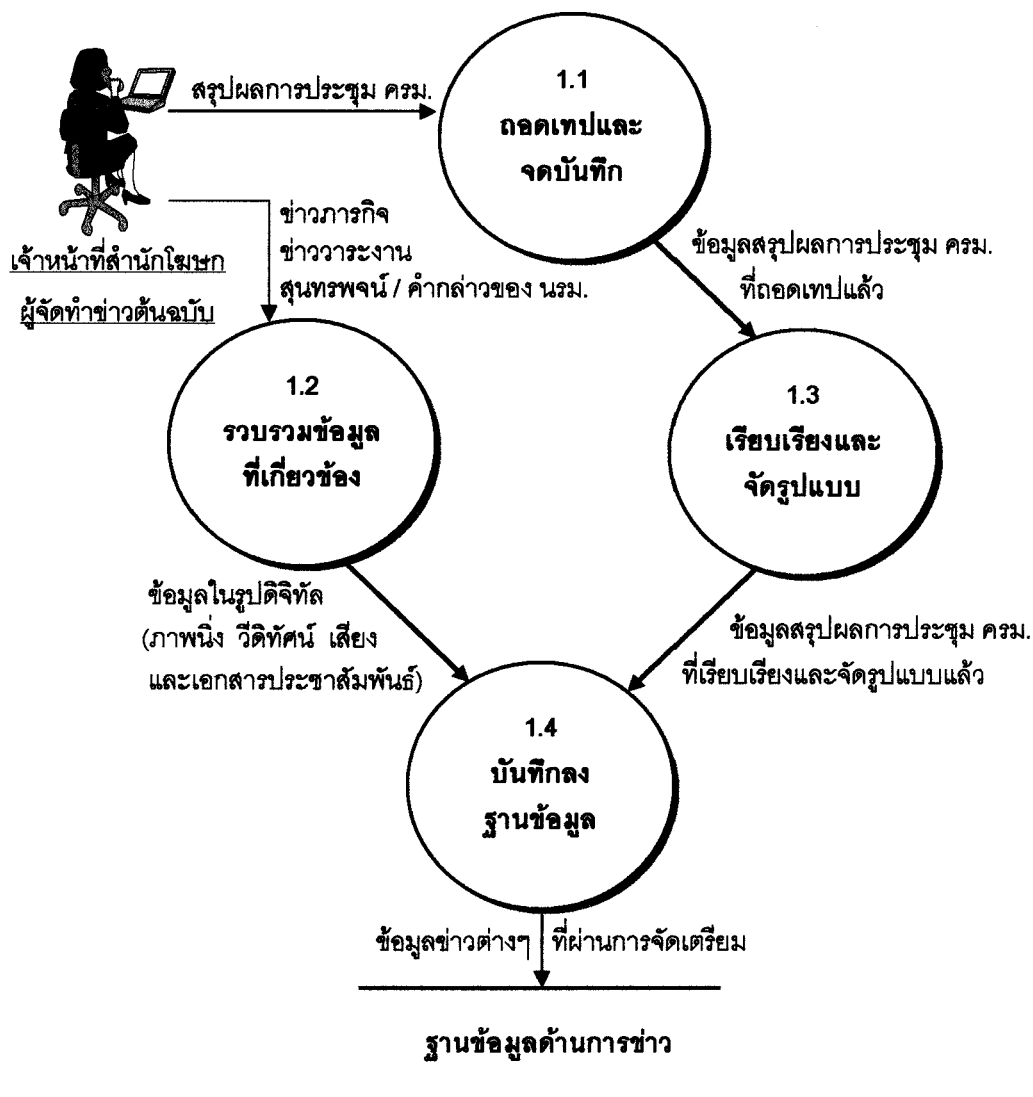 สรุปผลการประชุม ครม.
1.1
ถอดเทปและ
จดบันทึก
ข่าวภารกิจ
ข่าววาระงาน
สุนทรพจน์ / คำกล่าวของ นรม.
เจ้าหน้าที่สำนักโฆษก
ผู้จัดทำข่าวต้นฉบับ
ข้อมูลสรุปผลการประชุม ครม.
ที่ถอดเทปแล้ว
1.2
รวบรวมข้อมูล
ที่เกี่ยวข้อง
1.3
เรียบเรียงและ
จัดรูปแบบ
ข้อมูลในรูปดิจิทัล
(ภาพนิ่ง วีดิทัศน์ เสียง
และเอกสารประชาสัมพันธ์)
ข้อมูลสรุปผลการประชุม ครม.
ที่เรียบเรียงและจัดรูปแบบแล้ว
1.4
บันทึกลง
ฐานข้อมูล
ข้อมูลข่าวต่างๆ ที่ผ่านการจัดเตรียม
ฐานข้อมูลด้านการข่าว